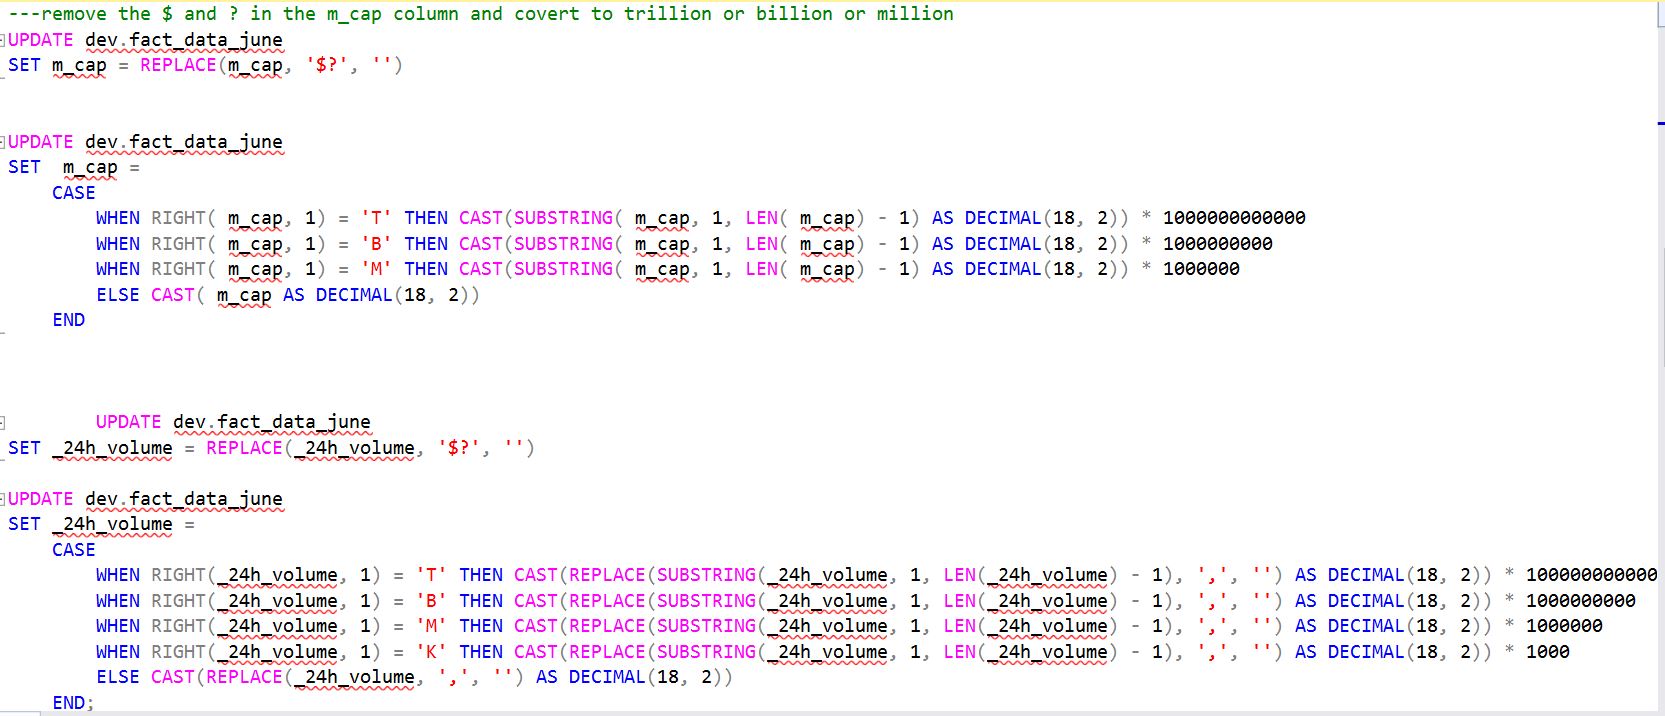 ---remove the $ and ? in the m_cap column and covert to trillion or billion or million
UPDATE dev.fact_data_june
SET m_cap = REPLACE(m_cap, '$?', '')
UPDATE dev.fact_data_june
SET  m_cap =
    CASE
        WHEN RIGHT( m_cap, 1) = 'T' THEN CAST(SUBSTRING( m_cap, 1, LEN( m_cap) - 1) AS DECIMAL(18, 2)) * 1000000000000
        WHEN RIGHT( m_cap, 1) = 'B' THEN CAST(SUBSTRING( m_cap, 1, LEN( m_cap) - 1) AS DECIMAL(18, 2)) * 1000000000
        WHEN RIGHT( m_cap, 1) = 'M' THEN CAST(SUBSTRING( m_cap, 1, LEN( m_cap) - 1) AS DECIMAL(18, 2)) * 1000000
        ELSE CAST( m_cap AS DECIMAL(18, 2))
    END
        UPDATE dev.fact_data_june
SET _24h_volume = REPLACE(_24h_volume, '$?', '')
UPDATE dev.fact_data_june
SET _24h_volume =
    CASE
        WHEN RIGHT(_24h_volume, 1) = 'T' THEN CAST(REPLACE(SUBSTRING(_24h_volume, 1, LEN(_24h_volume) - 1), ',', '') AS DECIMAL(18, 2)) * 100000000000
        WHEN RIGHT(_24h_volume, 1) = 'B' THEN CAST(REPLACE(SUBSTRING(_24h_volume, 1, LEN(_24h_volume) - 1), ',', '') AS DECIMAL(18, 2)) * 1000000000
        WHEN RIGHT(_24h_volume, 1) = 'M' THEN CAST(REPLACE(SUBSTRING(_24h_volume, 1, LEN(_24h_volume) - 1), ',', '') AS DECIMAL(18, 2)) * 1000000
        WHEN RIGHT(_24h_volume, 1) = 'K' THEN CAST(REPLACE(SUBSTRING(_24h_volume, 1, LEN(_24h_volume) - 1), ',', '') AS DECIMAL(18, 2)) * 1000
        ELSE CAST(REPLACE(_24h_volume, ',', '') AS DECIMAL(18, 2))
    END;